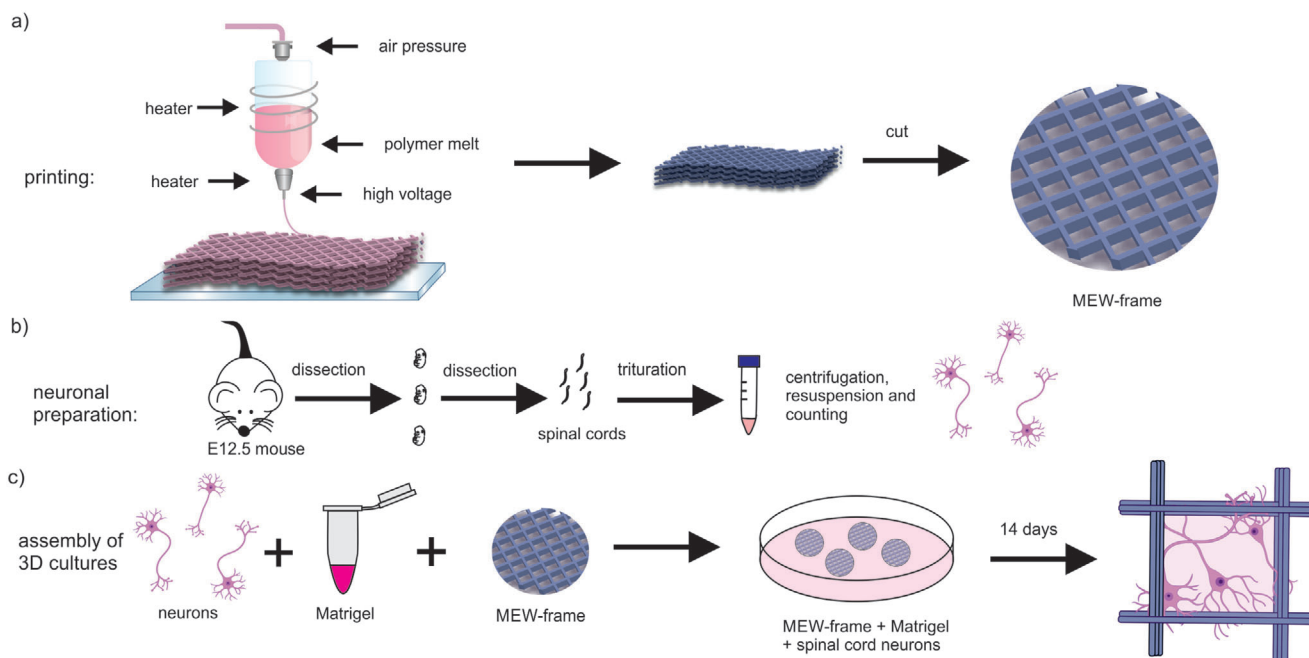 a)
air pressure
heater
polymer melt
printing:
heater
high voltage
cut
MEW-frame
b)
neuronal
preparation:
E12.5 mouse
dissection
dissection
spinal cords
trituration
centrifugation,
resuspension and
counting
c)
assembly of
3D cultures
neurons
Matrigel
MEW-frame
MEW-frame + Matrigel
+ spinal cord neurons
14 days